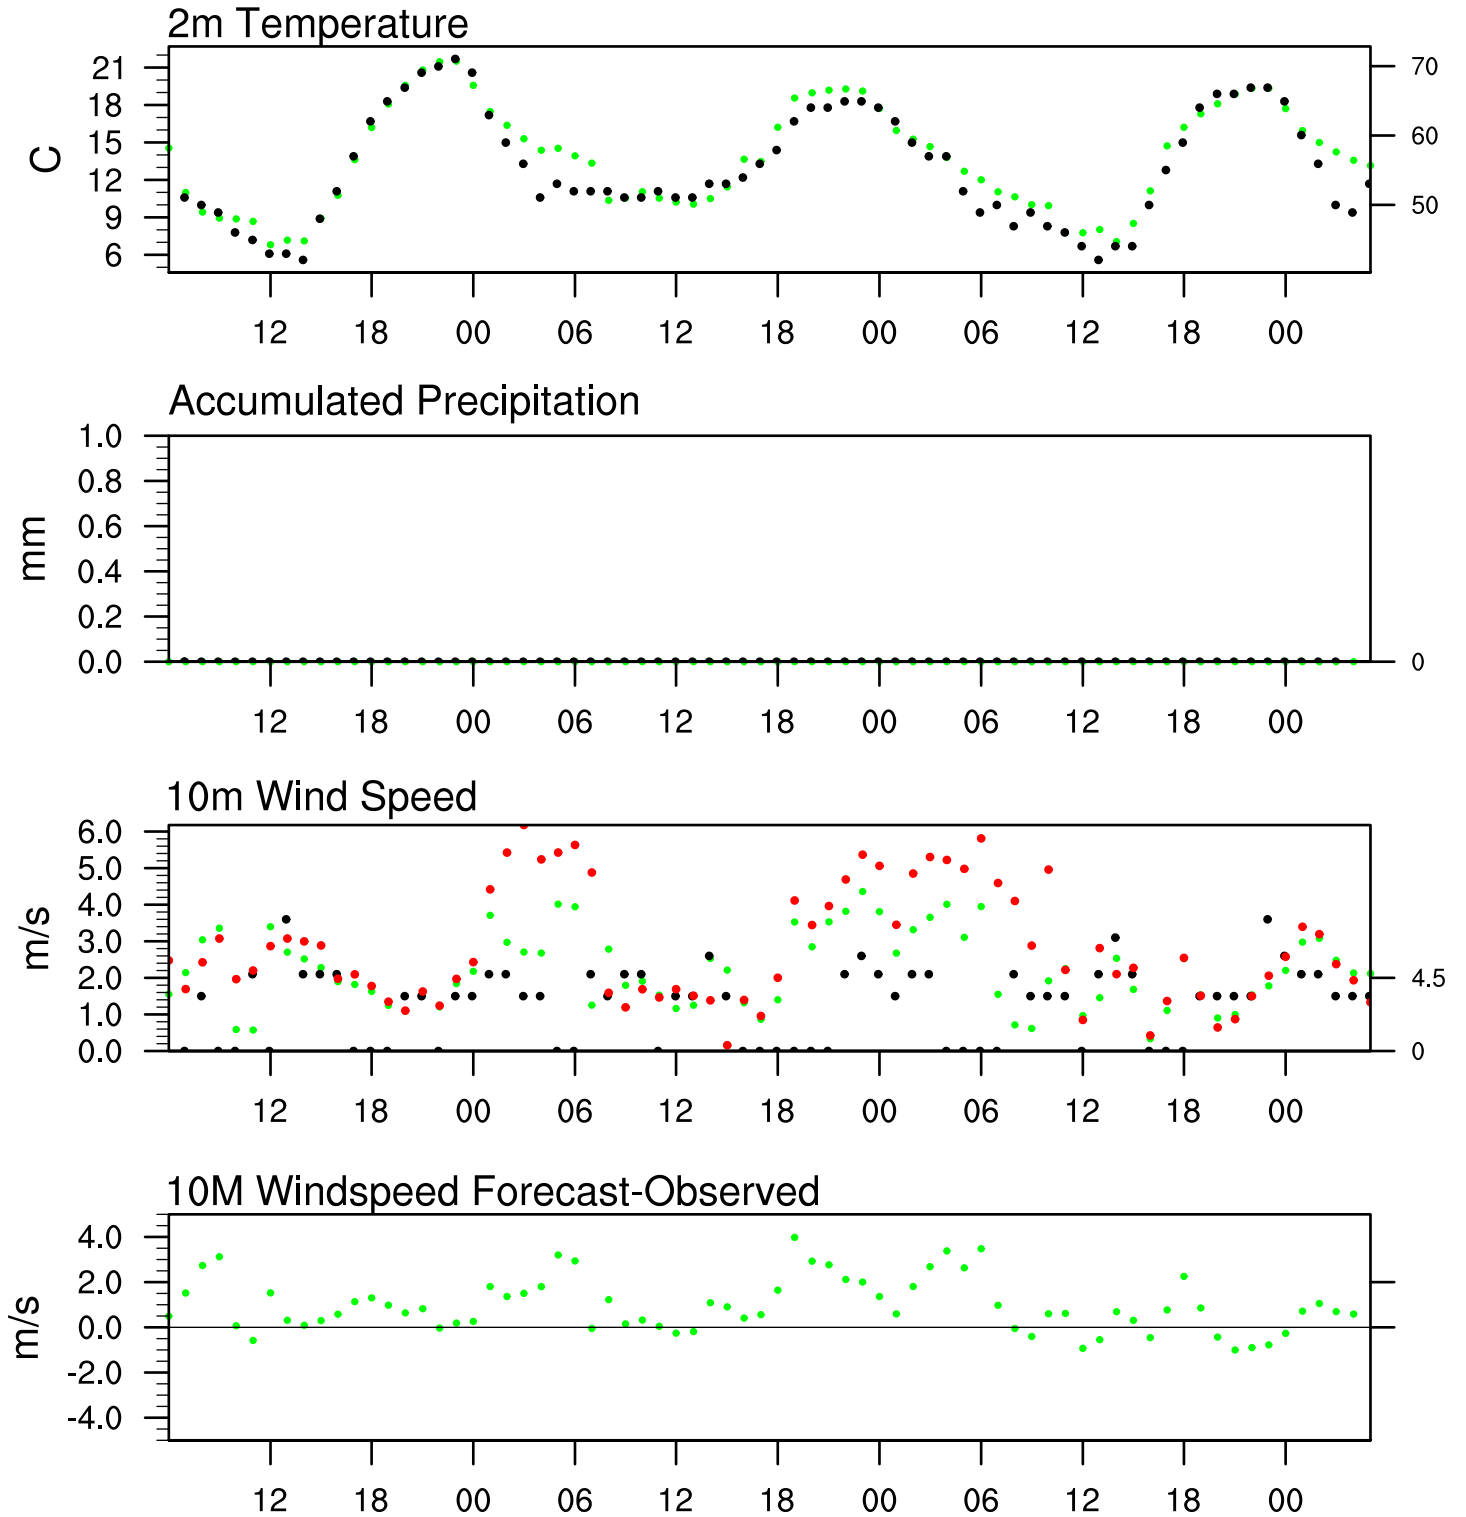 2m Temperature
21
18
15
12
9
6
C
70
60
50
12 18 00 06 12 18 00 06 12 18 00
Accumulated Precipitation
1.0
0.8
0.6
0.4
0.2
0.0
mm
0
12 18 00 06 12 18 00 06 12 18 00
10m Wind Speed
6.0
5.0
4.0
3.0
2.0
1.0
0.0
m/s
4.5
0
12 18 00 06 12 18 00 06 12 18 00
10M Windspeed Forecast-Observed
4.0
2.0
0.0
-2.0
-4.0
m/s
12 18 00 06 12 18 00 06 12 18 00